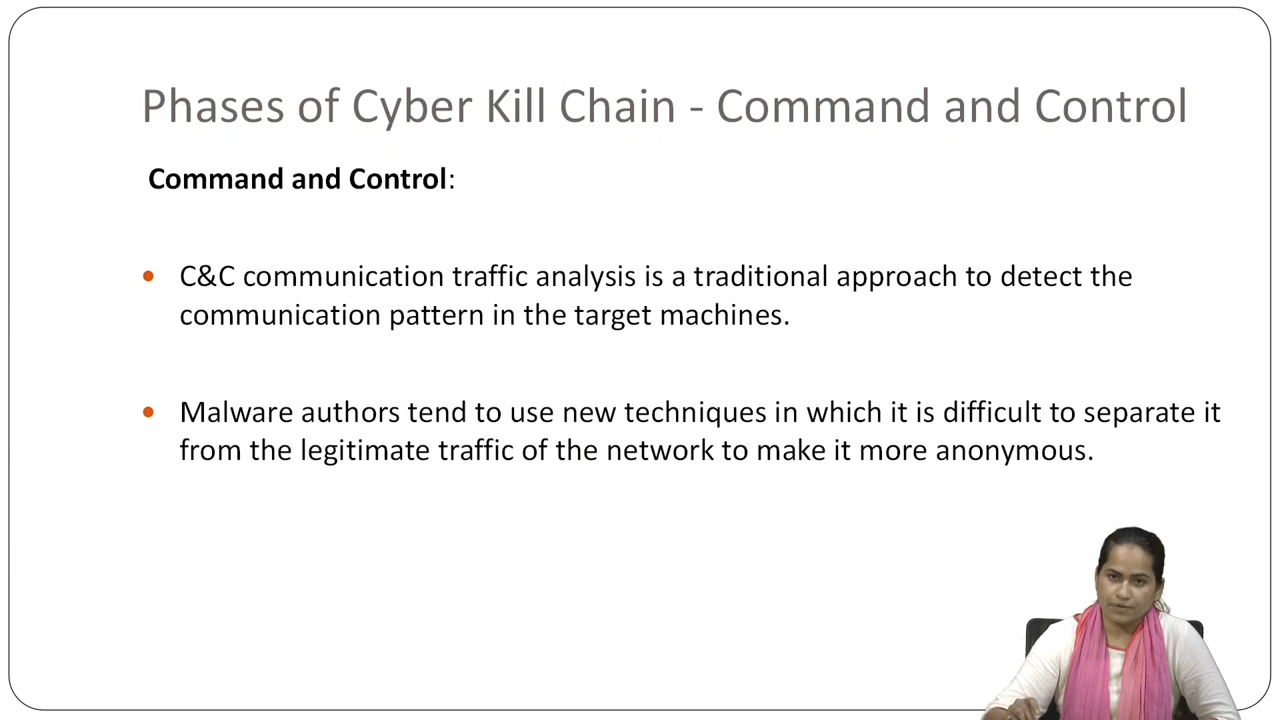 Phases of Cyber Kill Chain - Command and Control
Command and Control:
C&C communication traffic analysis is a traditional approach to detect the
communication pattern in the target machines.
Malware authors tend to use new techniques in which it is difficult to separate it
from the legitimate traffic of the network to make it more anonymous.